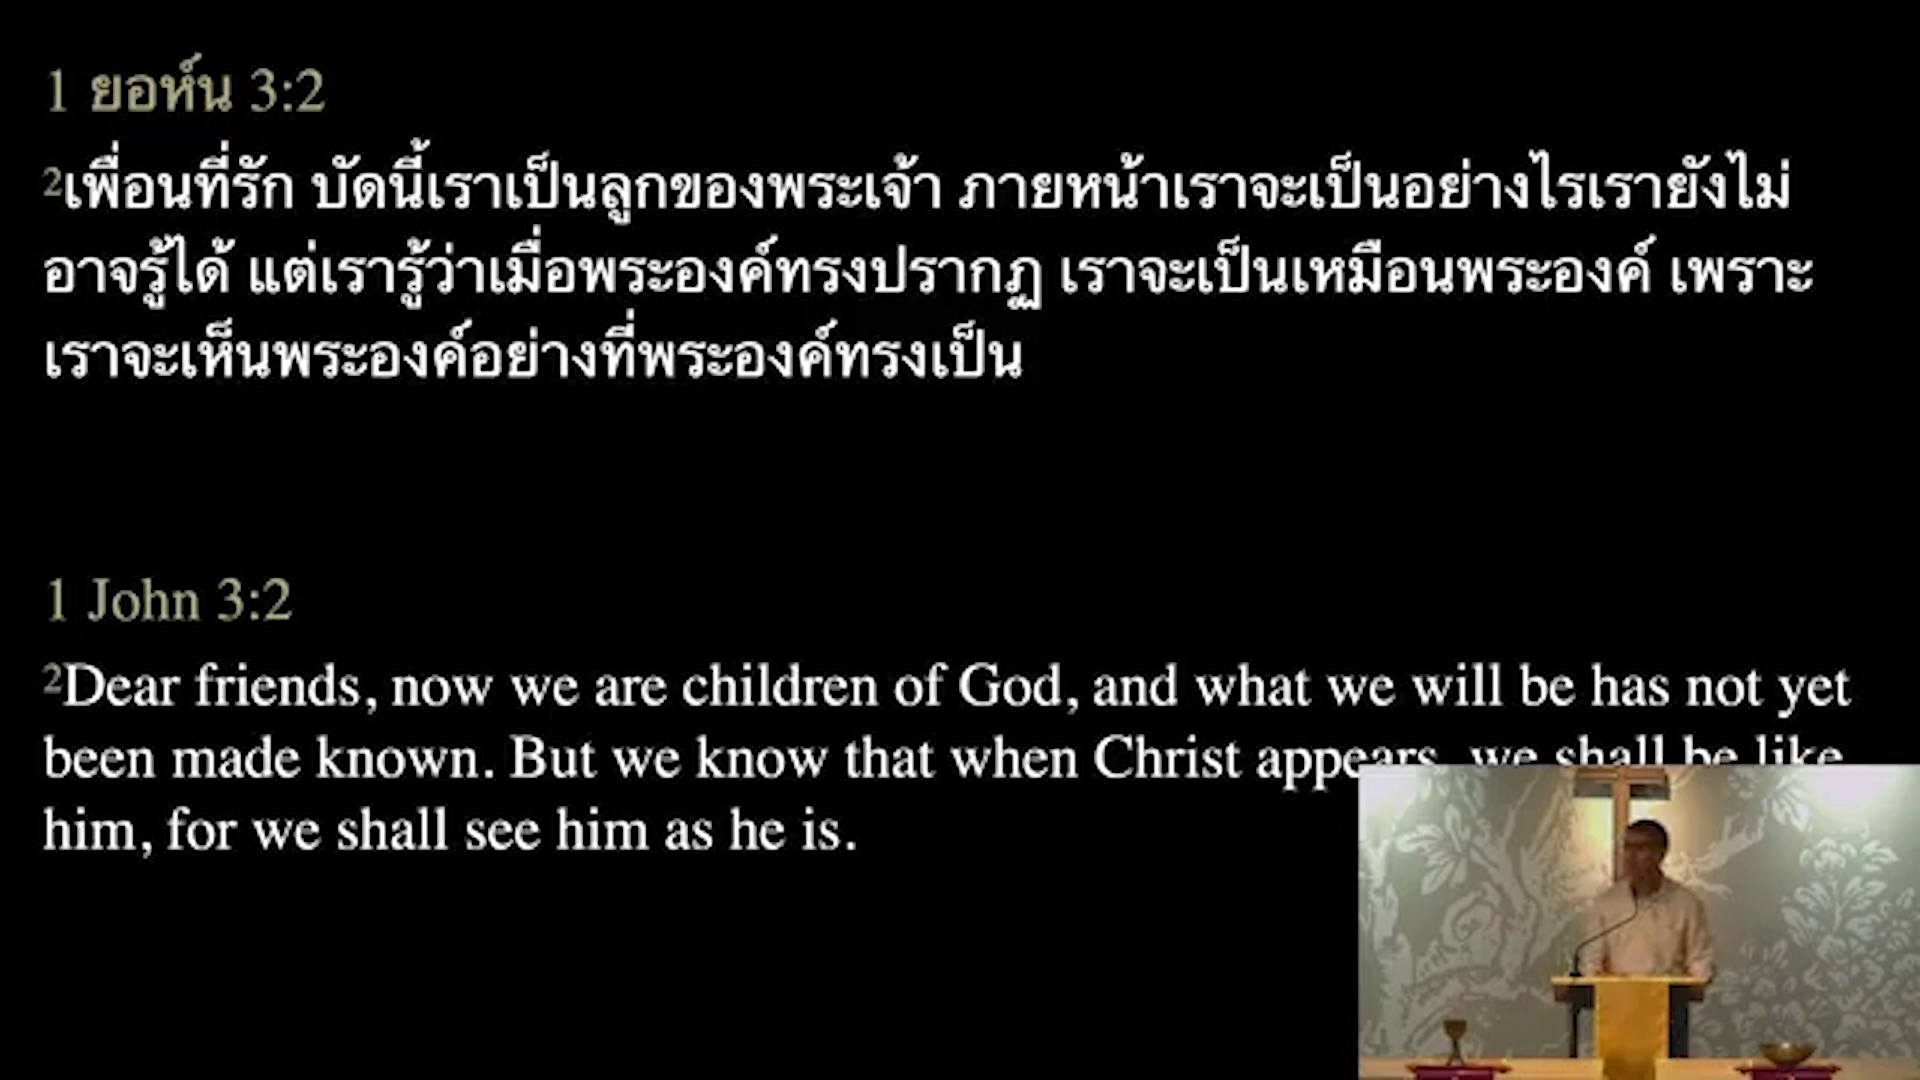 1 ยอห์น 3:2
2เพื่อนที่รัก บัดนี้เราเป็นลูกของพระเจ้า ภายหน้าเราจะเป็นอย่างไรเรายังไม่
อาจรู้ได้ แต่เรารู้ว่าเมื่อพระองค์ทรงปรากฏ เราจะเป็นเหมือนพระองค์ เพราะ
เราจะเห็นพระองค์อย่างที่พระองค์ทรงเป็น
1 John 3:2
2Dear friends, now we are children of God, and what we will be has not yet
been made known. But we know that when Christ appears, we shall be like
him, for we shall see him as he is.